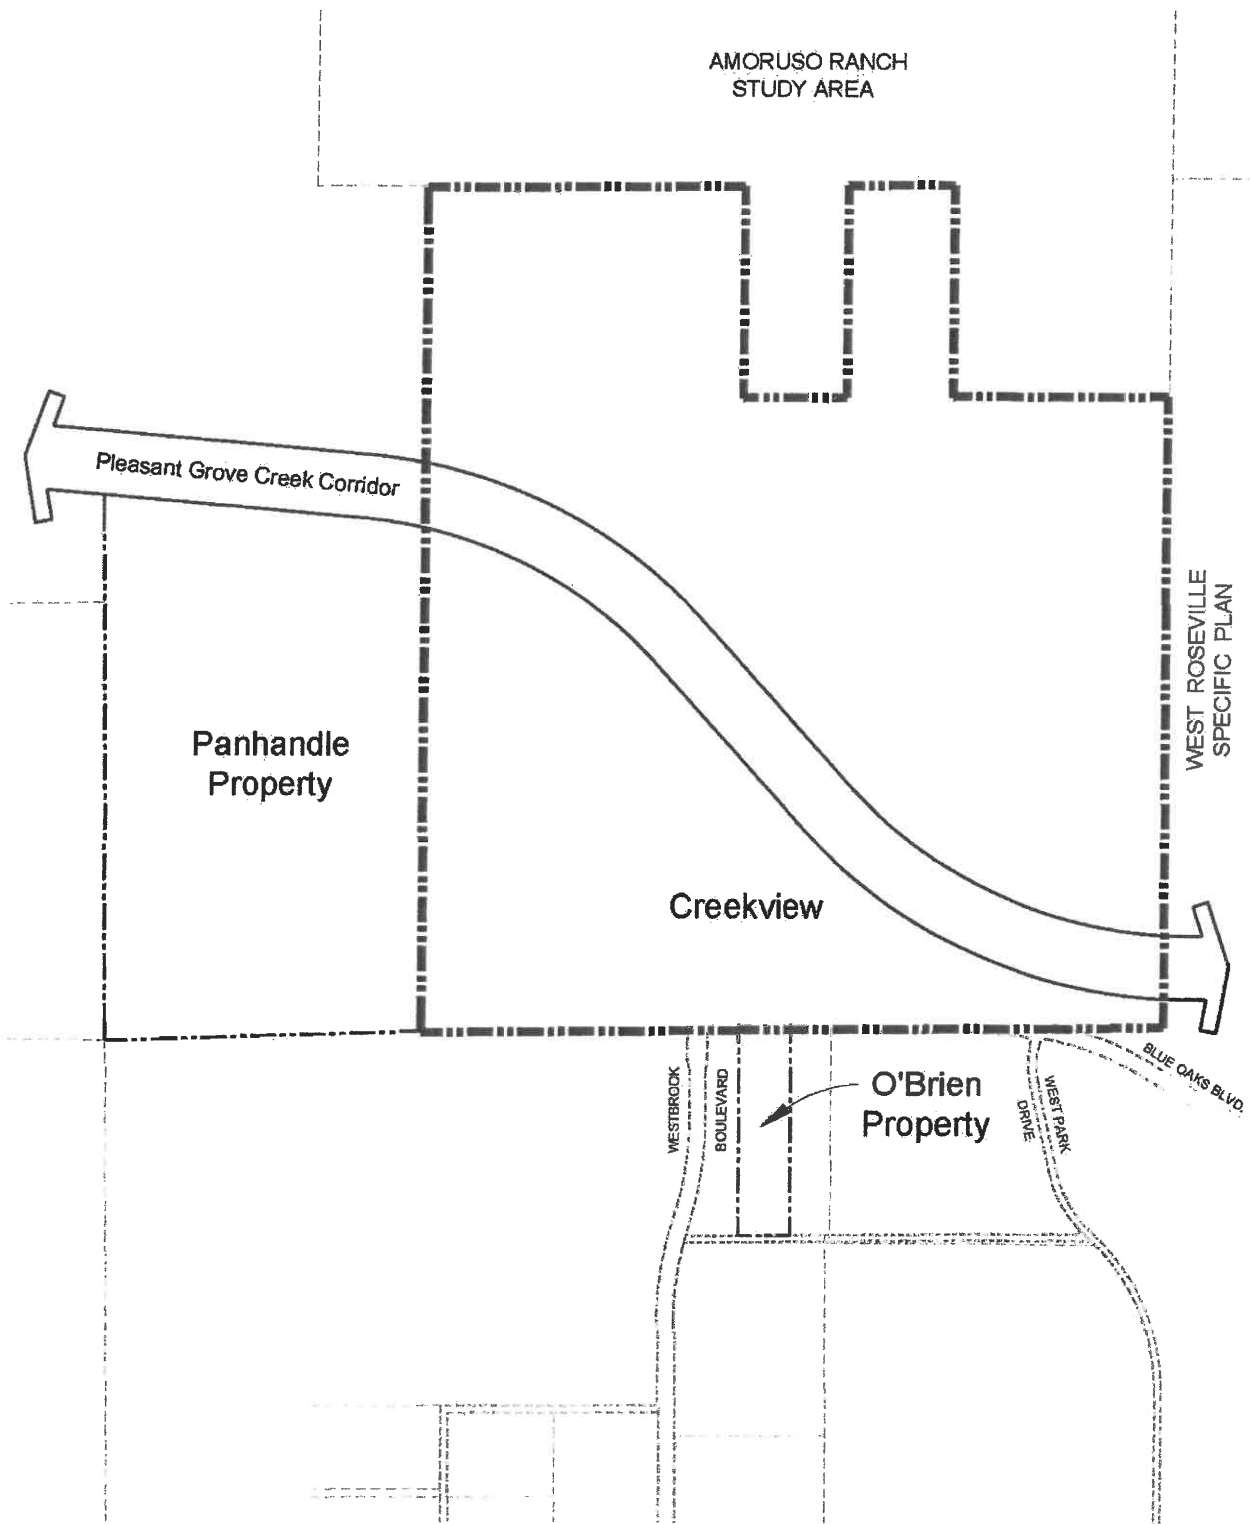 AMORUSO RANCH
STUDY AREA
Pleasant Grove Creek Corridor
WEST ROSEVILLE
SPECIFIC PLAN
Panhandle
Property
Creekview
BLUE OAKS BLVD.
WESTBROOK
BOULEVARD
O'Brien
Property
WEST PARK
DRIVE